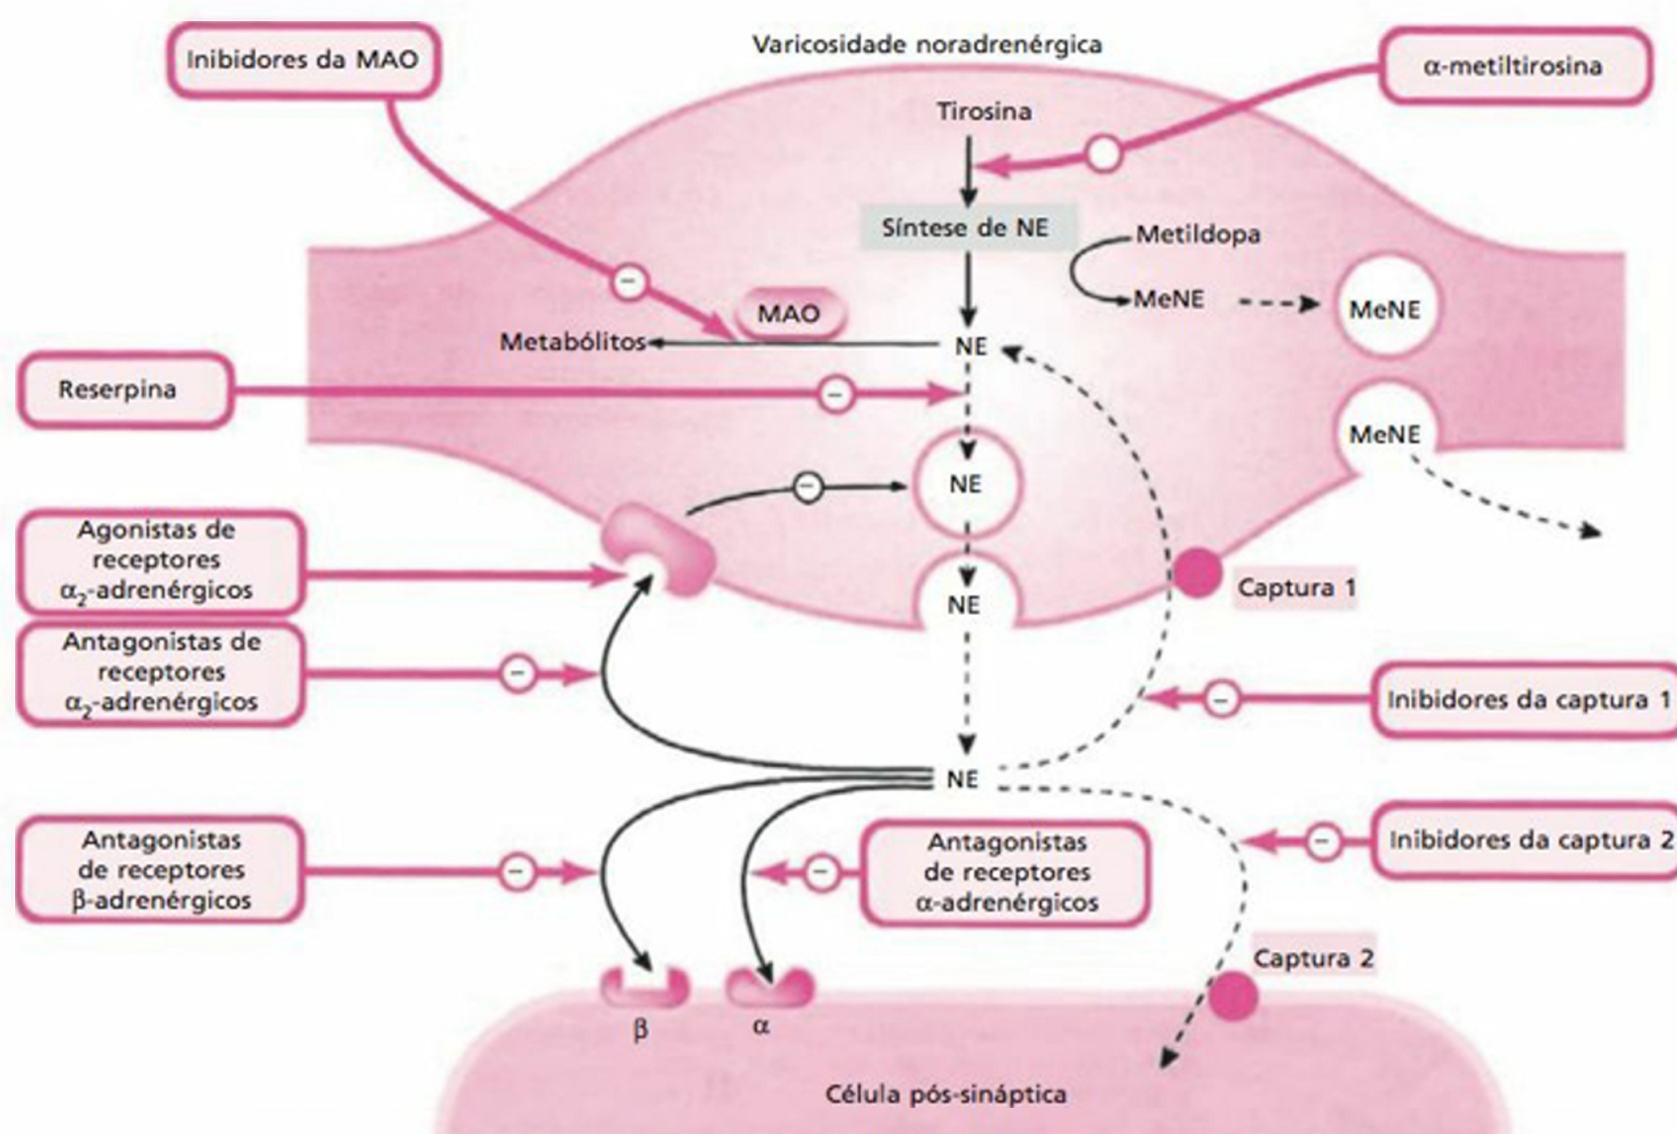 Varicosidade noradrenérgica
Inibidores da MAO
α-metiltirosina
Tirosina
Síntese de NE
Metildopa
MeNE
MeNE
MAO
Metabólitos
NE
Reserpina
−
−
MeNE
NE
−
Agonistas de
receptores
α₂-adrenérgicos
NE
Captura 1
Antagonistas de
receptores
α₂-adrenérgicos
−
Inibidores da captura 1
−
NE
Antagonistas
de receptores
β-adrenérgicos
−
Antagonistas
de receptores
α-adrenérgicos
−
Inibidores da captura 2
−
Captura 2
β
α
Célula pós-sináptica